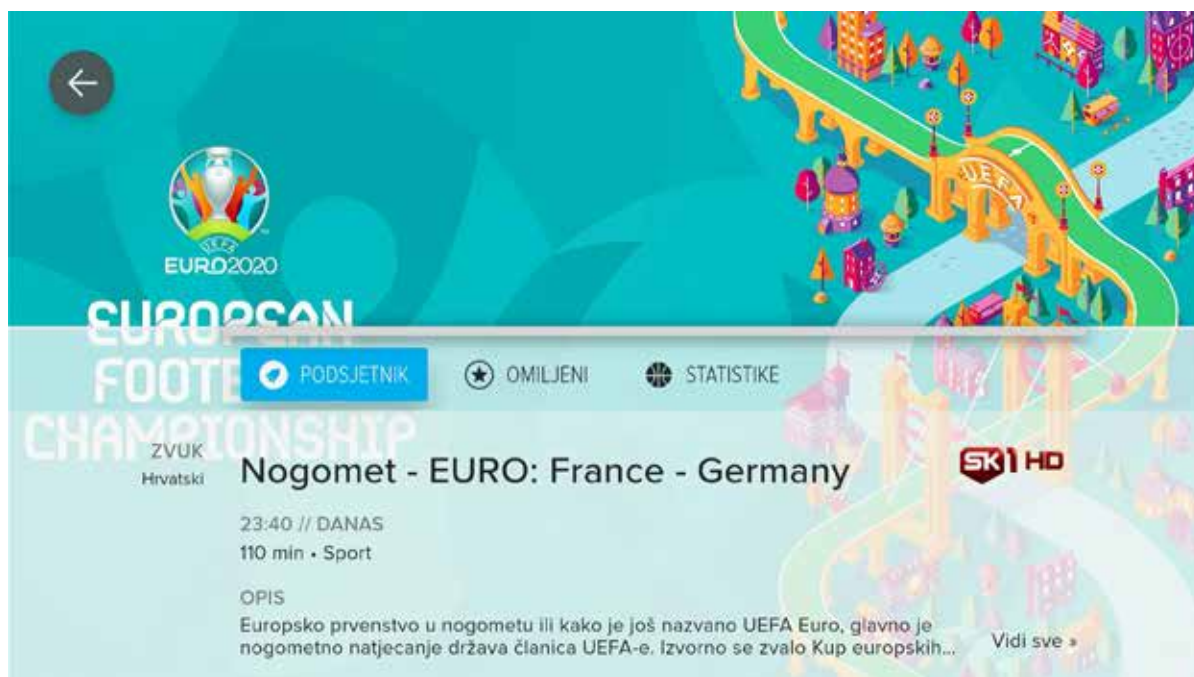 UEFA
UEFA
EURO2020
EUROPEAN
FOOTBALL
CHAMPIONSHIP
PODSJETNIK
OMILJENI
STATISTIKE
ZVUK
Hrvatski
Nogomet - EURO: France - Germany
SK1 HD
23:40 // DANAS
110 min • Sport
OPIS
Europsko prvenstvo u nogometu ili kako je još nazvano UEFA Euro, glavno je
nogometno natjecanje država članica UEFA-e. Izvorno se zvalo Kup europskih...
Vidi sve »